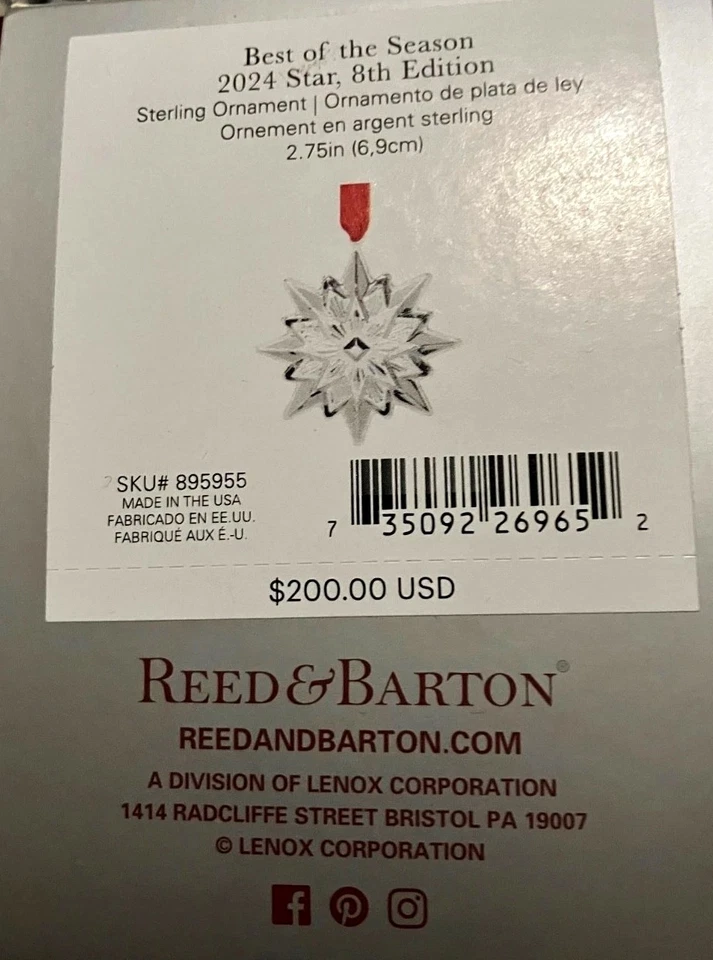 Best of the Season
2024 Star, 8th Edition
Sterling Ornament | Ornamento de plata de ley
Ornement en argent sterling
2.75in (6,9cm)
SKU# 895955
MADE IN THE USA
FABRICADO EN EE.UU.
FABRIQUÉ AUX É.-U.
7 35092 26965 2
$200.00 USD
REED & BARTON®
REEDANDBARTON.COM
A DIVISION OF LENOX CORPORATION
1414 RADCLIFFE STREET BRISTOL PA 19007
© LENOX CORPORATION